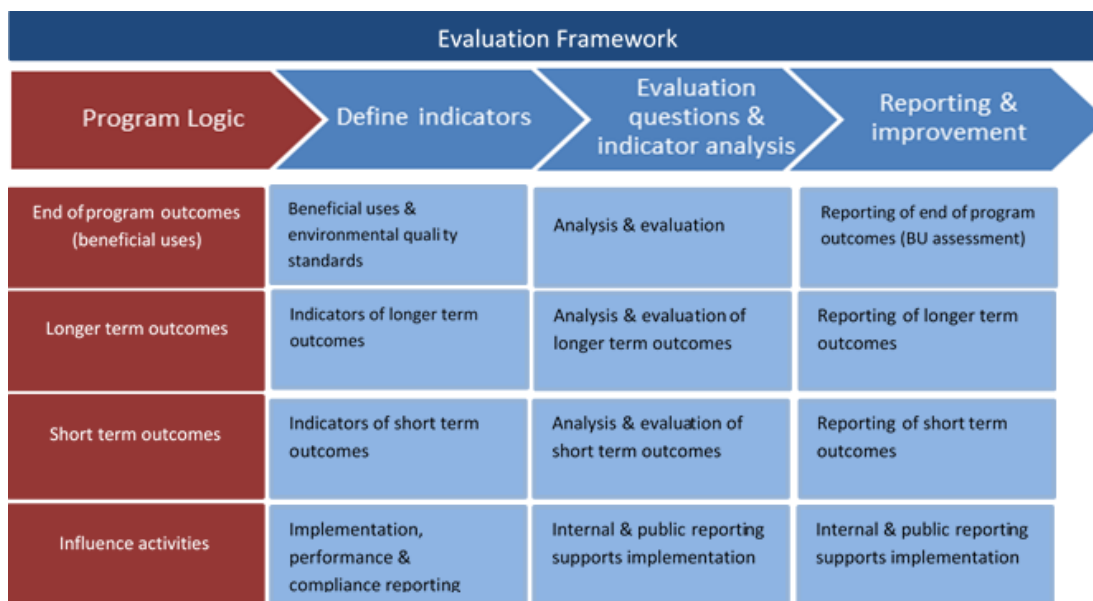 Evaluation Framework
Program Logic
Define indicators
Evaluation
questions &
indicator analysis
Reporting &
improvement
End of program outcomes
(beneficial uses)
Beneficial uses &
environmental quality
standards
Analysis & evaluation
Reporting of end of program
outcomes (BU assessment)
Longer term outcomes
Indicators of longer term
outcomes
Analysis & evaluation of
longer term outcomes
Reporting of longer term
outcomes
Short term outcomes
Indicators of short term
outcomes
Analysis & evaluation of
short term outcomes
Reporting of short term
outcomes
Influence activities
Implementation,
performance &
compliance reporting
Internal & public reporting
supports implementation
Internal & public reporting
supports implementation